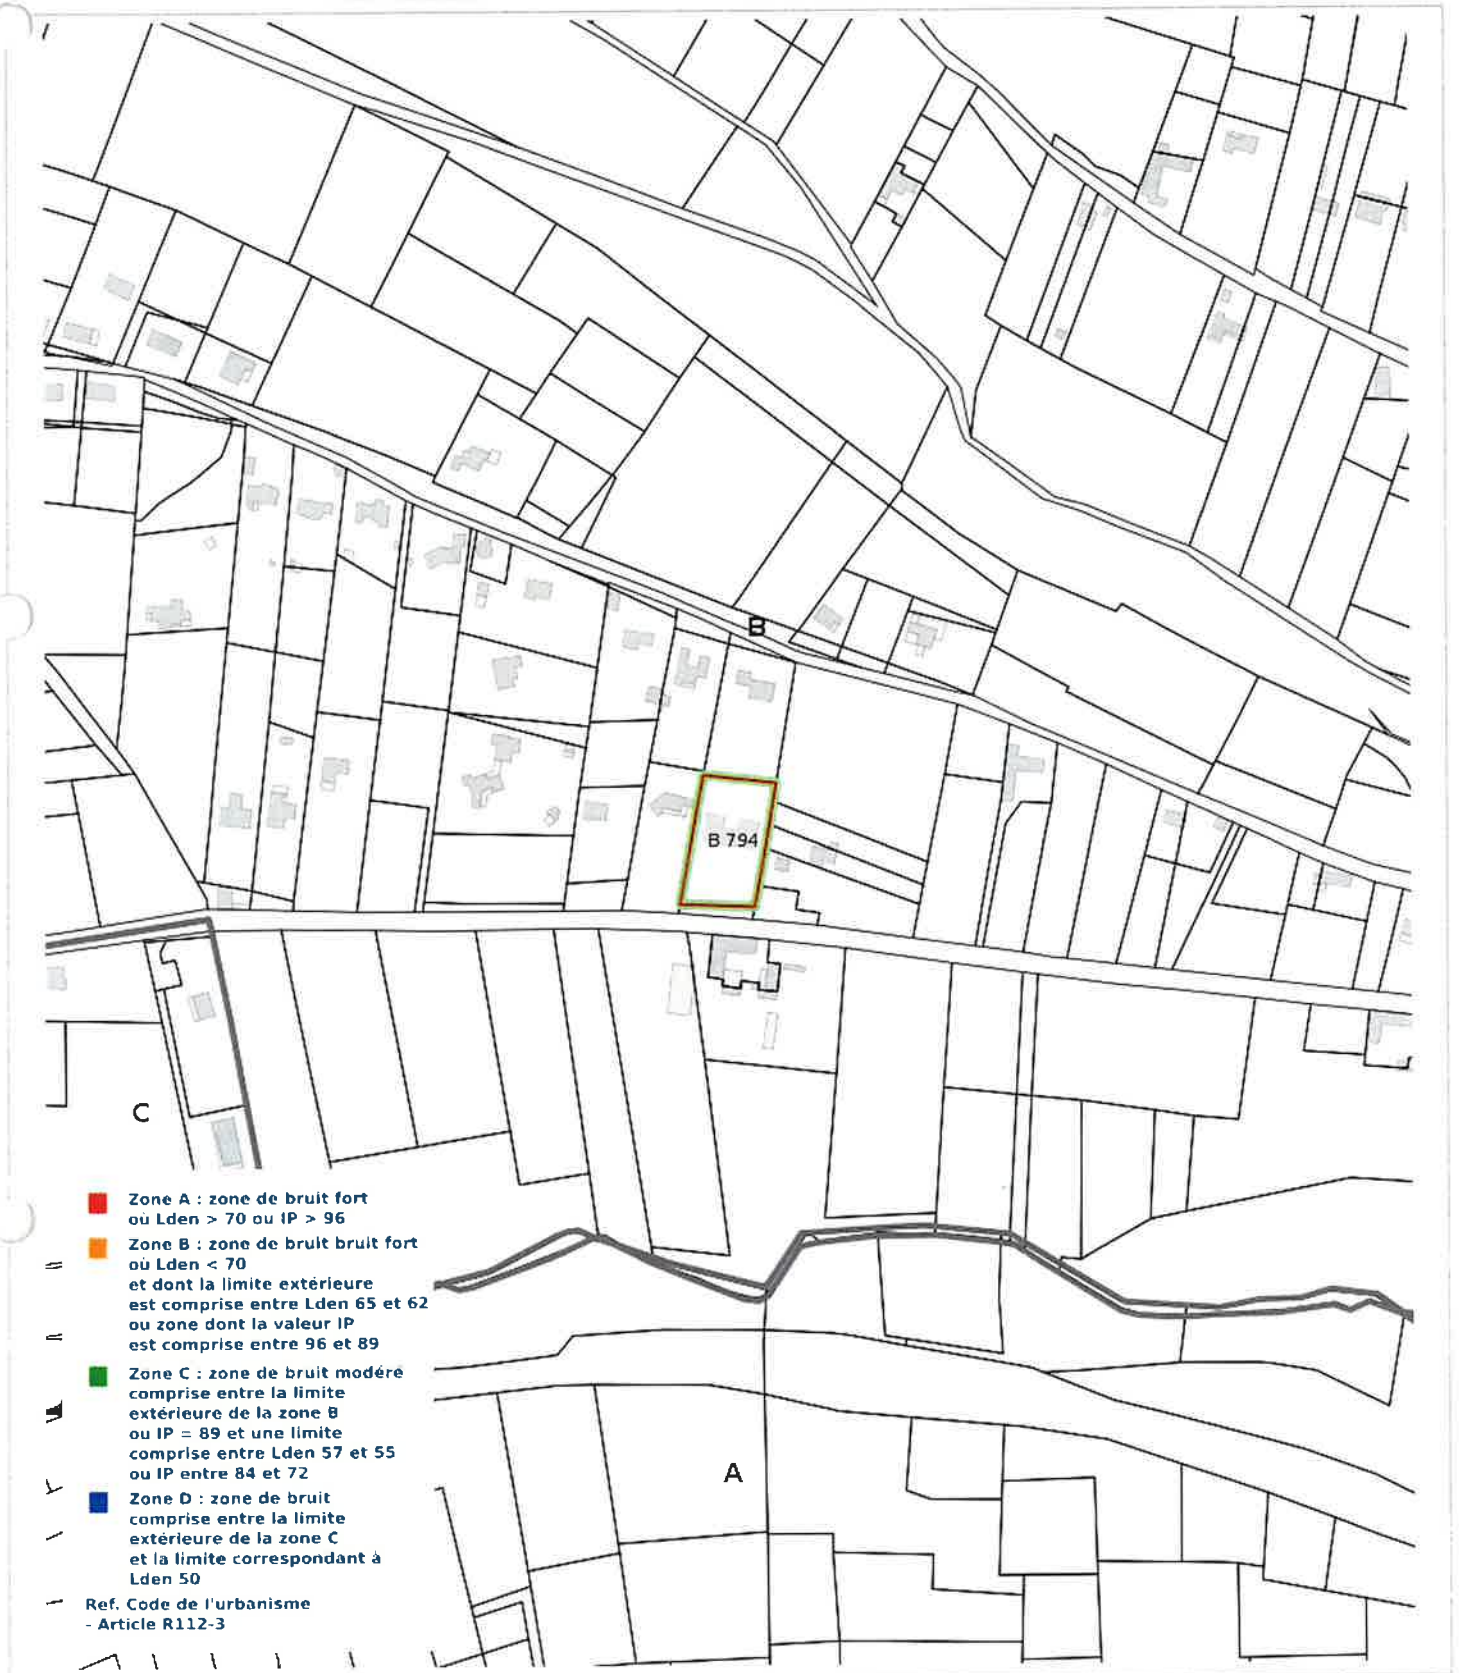 B
B 794
C
Zone A : zone de bruit fort
où Lden > 70 ou IP > 96
Zone B : zone de bruit bruit fort
où Lden < 70
et dont la limite extérieure
est comprise entre Lden 65 et 62
ou zone dont la valeur IP
est comprise entre 96 et 89
Zone C : zone de bruit modéré
comprise entre la limite
extérieure de la zone B
ou IP = 89 et une limite
comprise entre Lden 57 et 55
ou IP entre 84 et 72
A
Zone D : zone de bruit
comprise entre la limite
extérieure de la zone C
et la limite correspondant à
Lden 50
Ref. Code de l'urbanisme
- Article R112-3